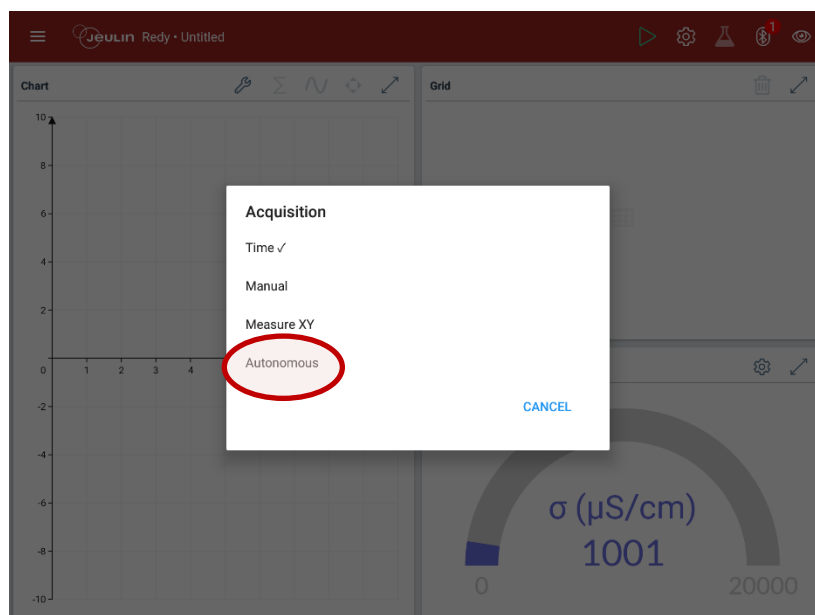 Jeulin Redy • Untitled
1
Chart
Grid
10
8
6
4
2
0 1 2 3 4
-2
-4
-6
-8
-10
Acquisition
Time ✓
Manual
Measure XY
Autonomous
CANCEL
σ (µS/cm)
1001
0 20000